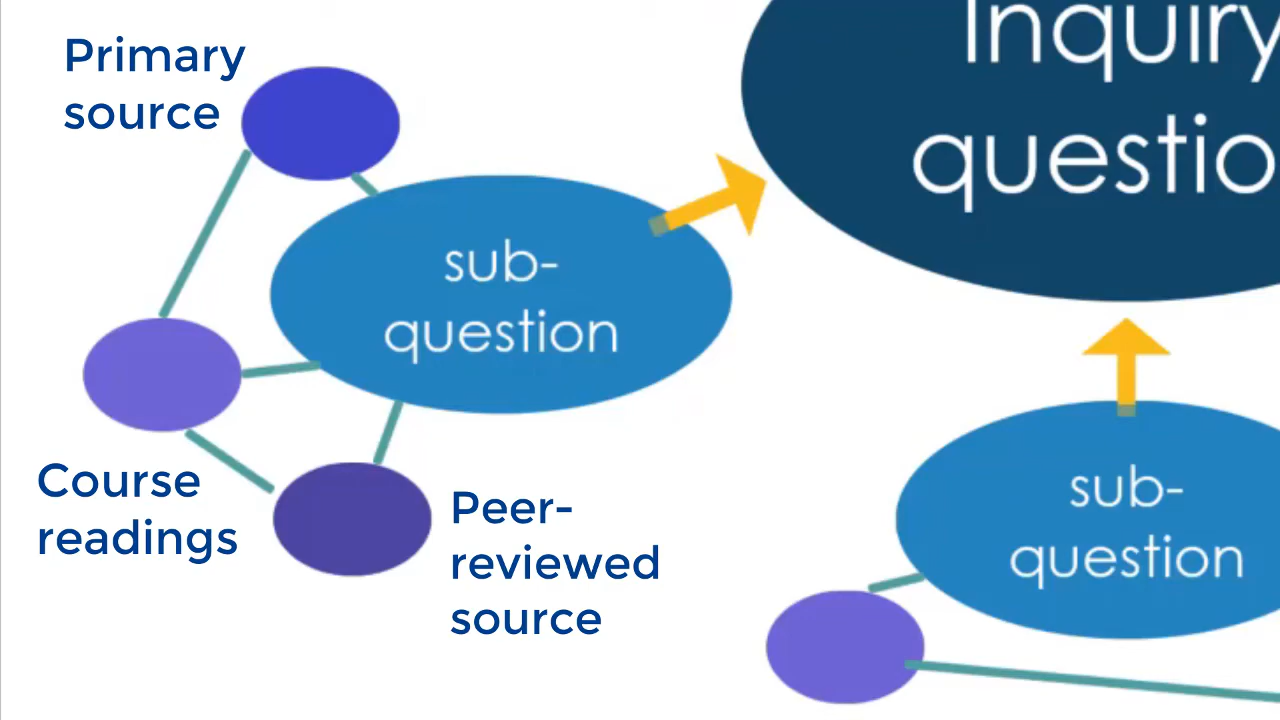 Primary
source
Inquiry
questio
sub-
question
Course
readings
Peer-
reviewed
source
sub-
question